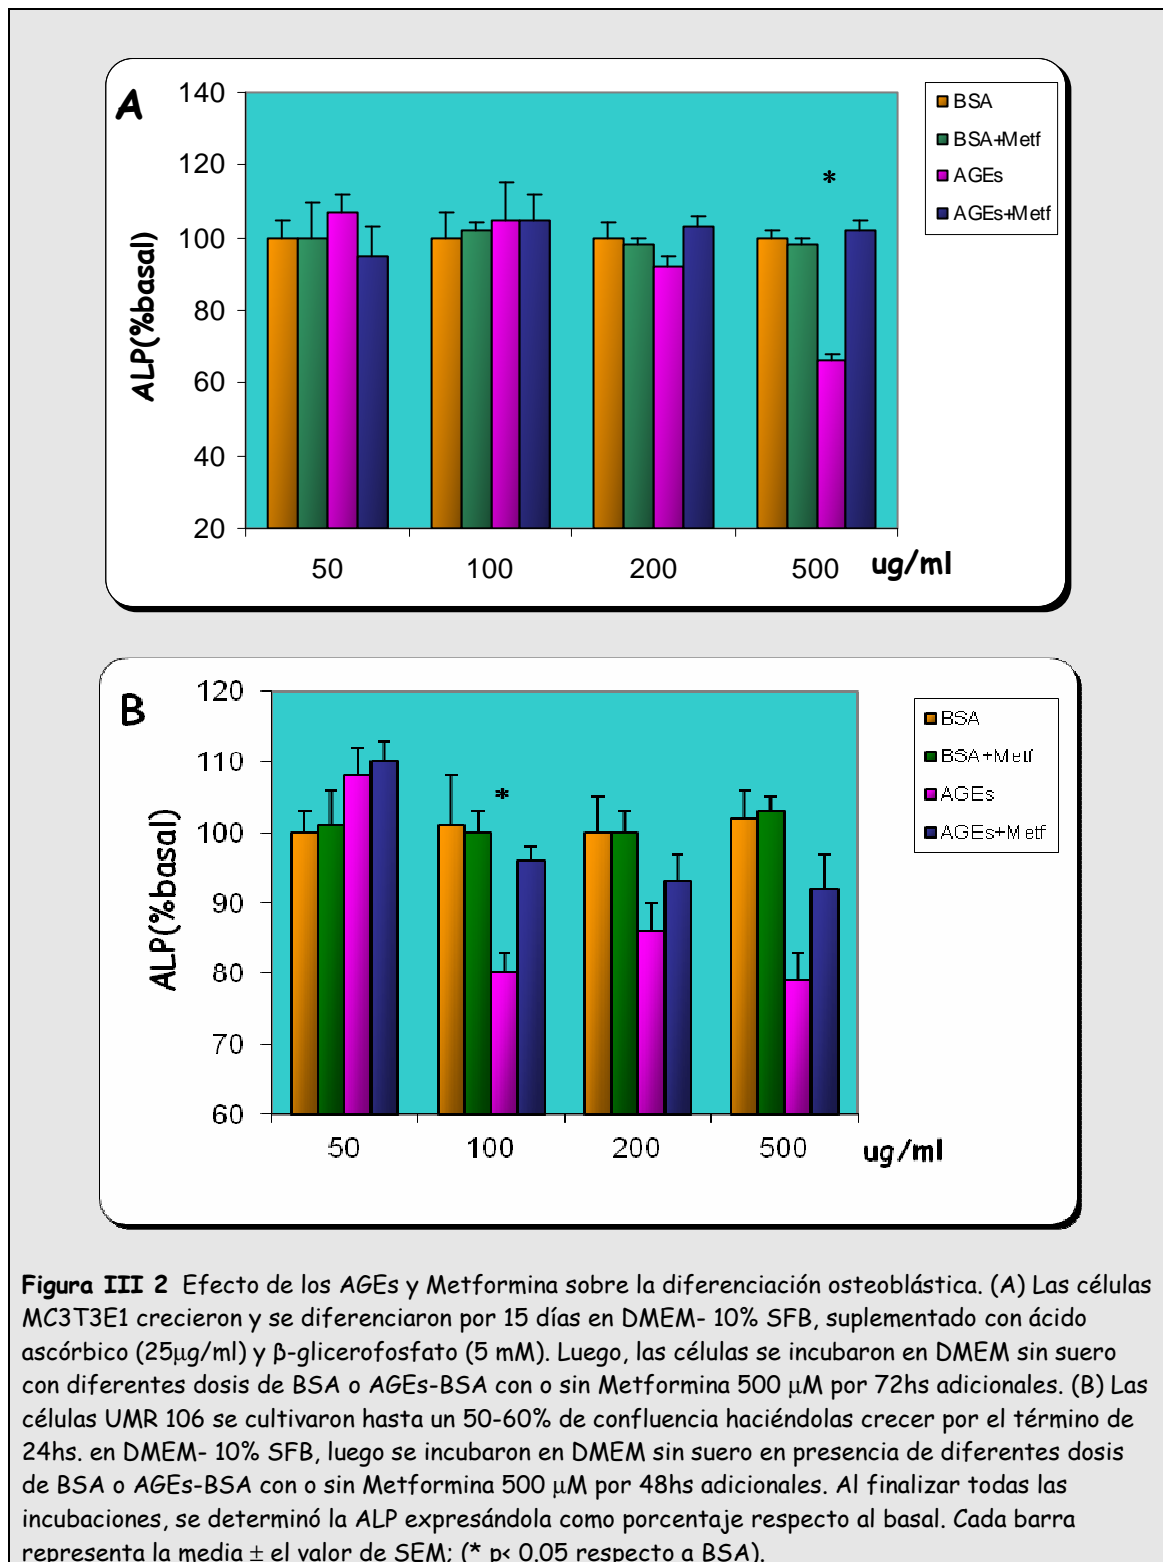 A
140
120
100
80
60
40
20
ALP(%basal)
*
50 100 200 500 ug/ml
BSA
BSA+Metf
AGEs
AGEs+Metf
B
120
110
100
90
80
70
60
ALP(%basal)
*
50 100 200 500 ug/ml
BSA
BSA+Metf
AGEs
AGEs+Metf
Figura III 2 Efecto de los AGEs y Metformina sobre la diferenciación osteoblástica. (A) Las células
MC3T3E1 crecieron y se diferenciaron por 15 días en DMEM- 10% SFB, suplementado con ácido
ascórbico (25μg/ml) y β-glicerofosfato (5 mM). Luego, las células se incubaron en DMEM sin suero
con diferentes dosis de BSA o AGEs-BSA con o sin Metformina 500 μM por 72hs adicionales. (B) Las
células UMR 106 se cultivaron hasta un 50-60% de confluencia haciéndolas crecer por el término de
24hs. en DMEM- 10% SFB, luego se incubaron en DMEM sin suero en presencia de diferentes dosis
de BSA o AGEs-BSA con o sin Metformina 500 μM por 48hs adicionales. Al finalizar todas las
incubaciones, se determinó la ALP expresándola como porcentaje respecto al basal. Cada barra
representa la media ± el valor de SEM; (* p< 0.05 respecto a BSA).